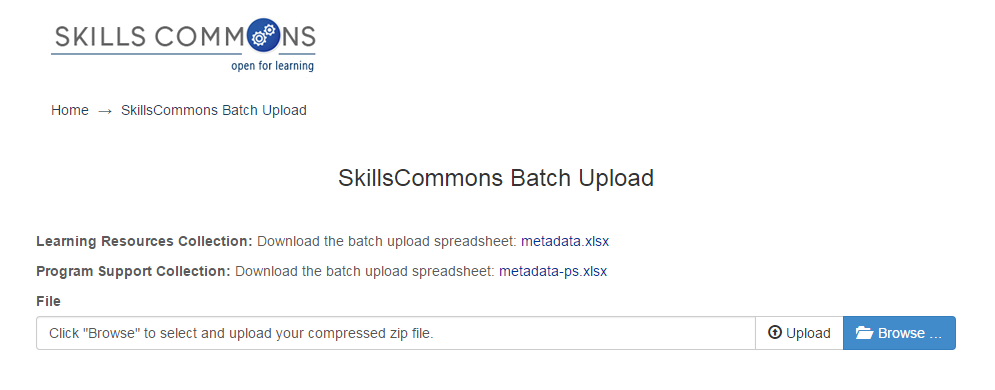 SKILLS COMMONS
open for learning
Home → SkillsCommons Batch Upload
SkillsCommons Batch Upload
Learning Resources Collection: Download the batch upload spreadsheet: metadata.xlsx
Program Support Collection: Download the batch upload spreadsheet: metadata-ps.xlsx
File
Click "Browse" to select and upload your compressed zip file. Upload Browse ...